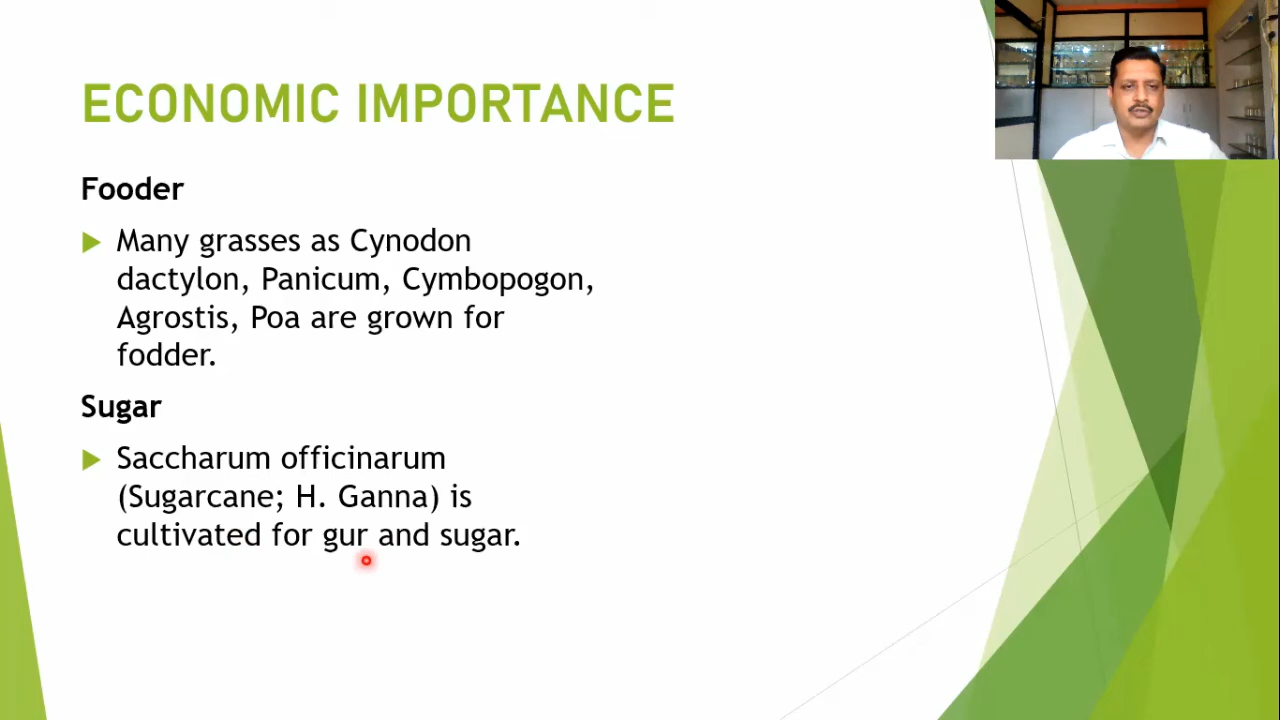 ECONOMIC IMPORTANCE
Fooder
Many grasses as Cynodon
dactylon, Panicum, Cymbopogon,
Agrostis, Poa are grown for
fodder.
Sugar
Saccharum officinarum
(Sugarcane; H. Ganna) is
cultivated for gur and sugar.